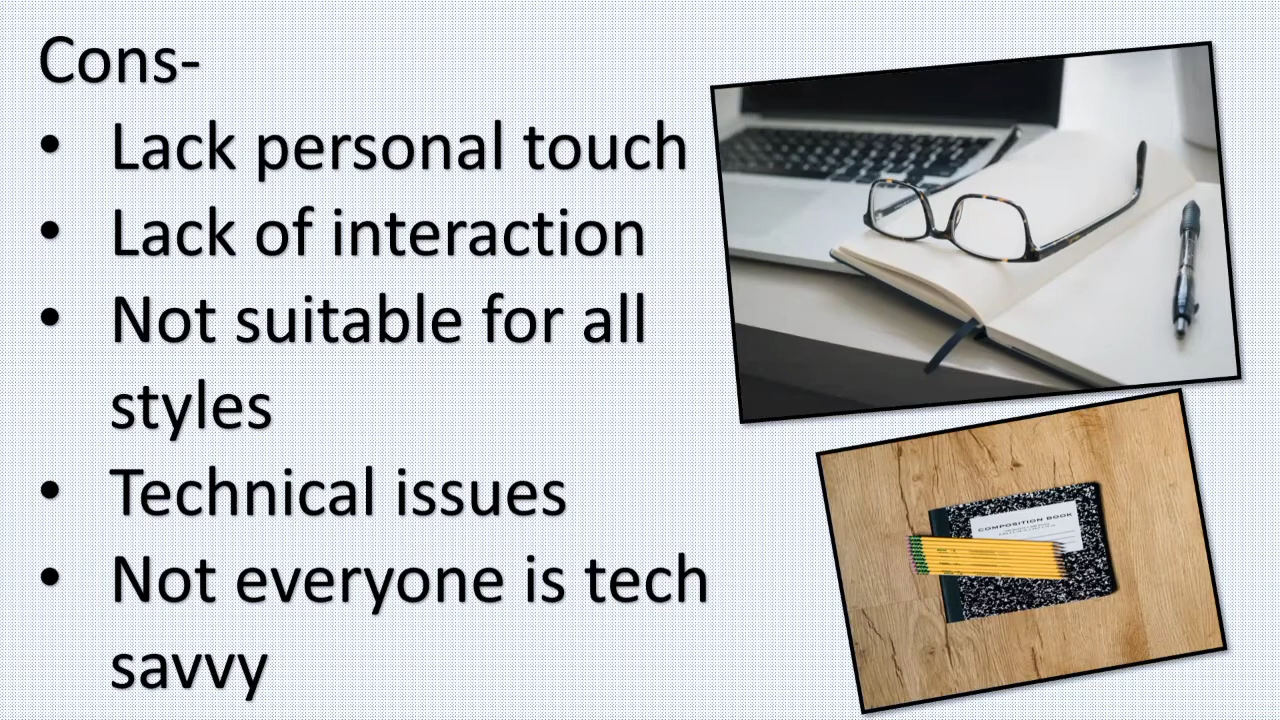 Cons-
• Lack personal touch
• Lack of interaction
• Not suitable for all
styles
• Technical issues
• Not everyone is tech
savvy
COMPOSITION BOOK